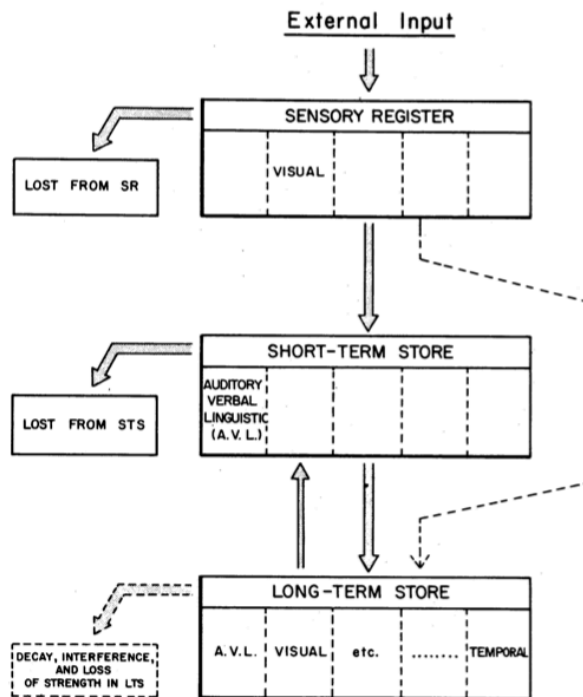 External Input
SENSORY REGISTER
VISUAL
LOST FROM SR
SHORT-TERM STORE
AUDITORY
VERBAL
LINGUISTIC
(A. V. L.)
LOST FROM STS
LONG-TERM STORE
A.V.L.
VISUAL
etc.
........
TEMPORAL
DECAY, INTERFERENCE,
AND LOSS
OF STRENGTH IN LTS